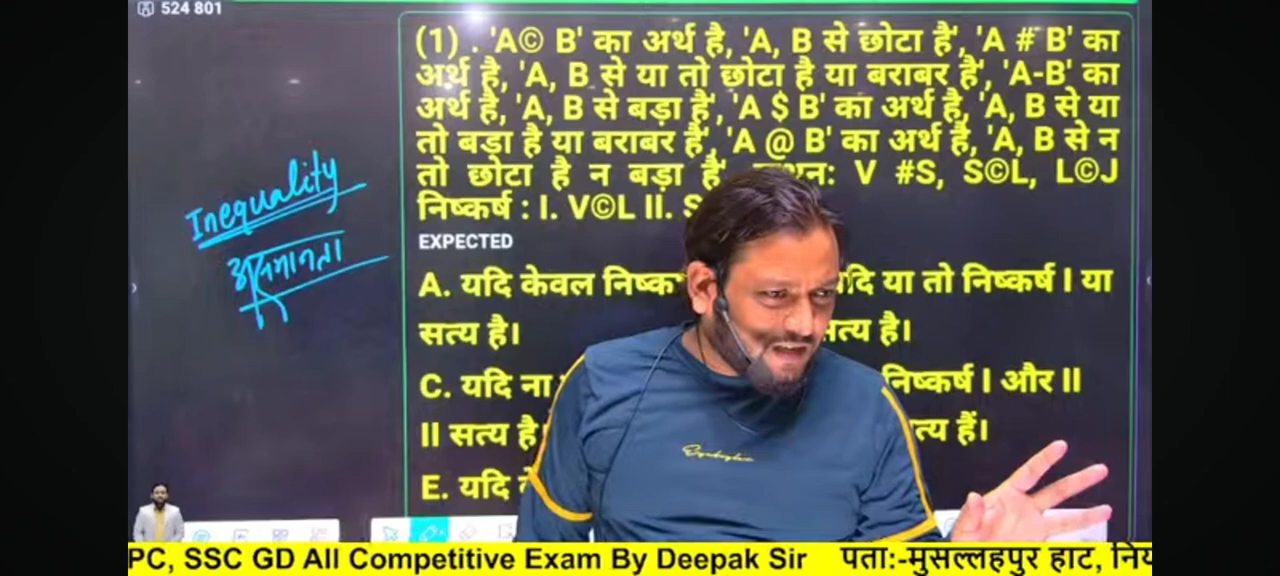 524 801
(1) . 'A© B' का अर्थ है, 'A, B से छोटा है', 'A # B' का
अर्थ है, 'A, B से या तो छोटा है या बराबर है', 'A-B' का
अर्थ है, 'A, B से बड़ा है', 'A $ B' का अर्थ है, 'A, B से या
तो बड़ा है या बराबर है', 'A @ B' का अर्थ है, 'A, B से न
तो छोटा है न बड़ा है' V #S, S©L, L©J
निष्कर्ष : I. V©L II. S
EXPECTED
A. यदि केवल या तो निष्कर्ष I या
सत्य है। सत्य है।
C. यदि ना निष्कर्ष I और II
II सत्य है हैं।
E. यदि
Inequality
असमानता
PC, SSC GD All Competitive Exam By Deepak Sir पता:-मुसल्लहपुर हाट,